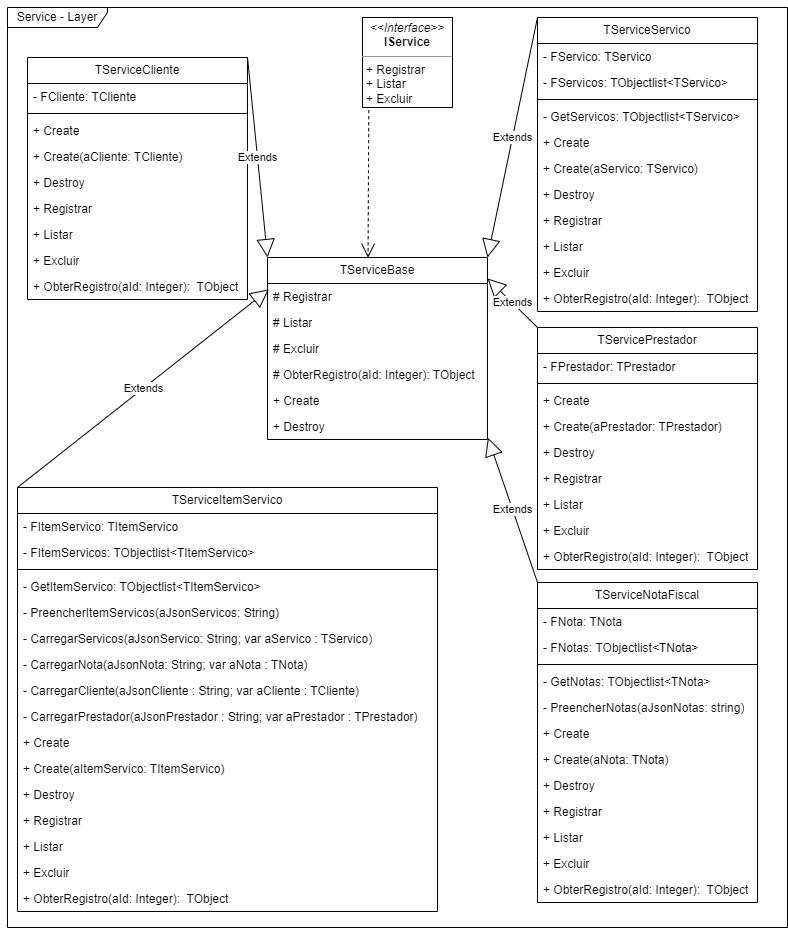 Service - Layer
<<Interface>>
IService
+ Registrar
+ Listar
+ Excluir
TServiceCliente
- FCliente: TCliente
+ Create
+ Create(aCliente: TCliente)
+ Destroy
+ Registrar
+ Listar
+ Excluir
+ ObterRegistro(aId: Integer): TObject
Extends
TServiceServico
- FServico: TServico
- FServicos: TObjectlist<TServico>
- GetServicos: TObjectlist<TServico>
+ Create
+ Create(aServico: TServico)
+ Destroy
+ Registrar
+ Listar
+ Excluir
+ ObterRegistro(aId: Integer): TObject
Extends
TServiceBase
# Registrar
# Listar
# Excluir
# ObterRegistro(aId: Integer): TObject
+ Create
+ Destroy
Extends
TServicePrestador
- FPrestador: TPrestador
+ Create
+ Create(aPrestador: TPrestador)
+ Destroy
+ Registrar
+ Listar
+ Excluir
+ ObterRegistro(aId: Integer): TObject
Extends
TServiceItemServico
- FItemServico: TItemServico
- FItemServicos: TObjectlist<TItemServico>
- GetItemServico: TObjectlist<TItemServico>
- PreencherItemServicos(aJsonServicos: String)
- CarregarServicos(aJsonServico: String; var aServico : TServico)
- CarregarNota(aJsonNota: String; var aNota : TNota)
- CarregarCliente(aJsonCliente : String; var aCliente : TCliente)
- CarregarPrestador(aJsonPrestador : String; var aPrestador : TPrestador)
+ Create
+ Create(aItemServico: TItemServico)
+ Destroy
+ Registrar
+ Listar
+ Excluir
+ ObterRegistro(aId: Integer): TObject
Extends
TServiceNotaFiscal
- FNota: TNota
- FNotas: TObjectlist<TNota>
- GetNotas: TObjectlist<TNota>
- PreencherNotas(aJsonNotas: string)
+ Create
+ Create(aNota: TNota)
+ Destroy
+ Registrar
+ Listar
+ Excluir
+ ObterRegistro(aId: Integer): TObject